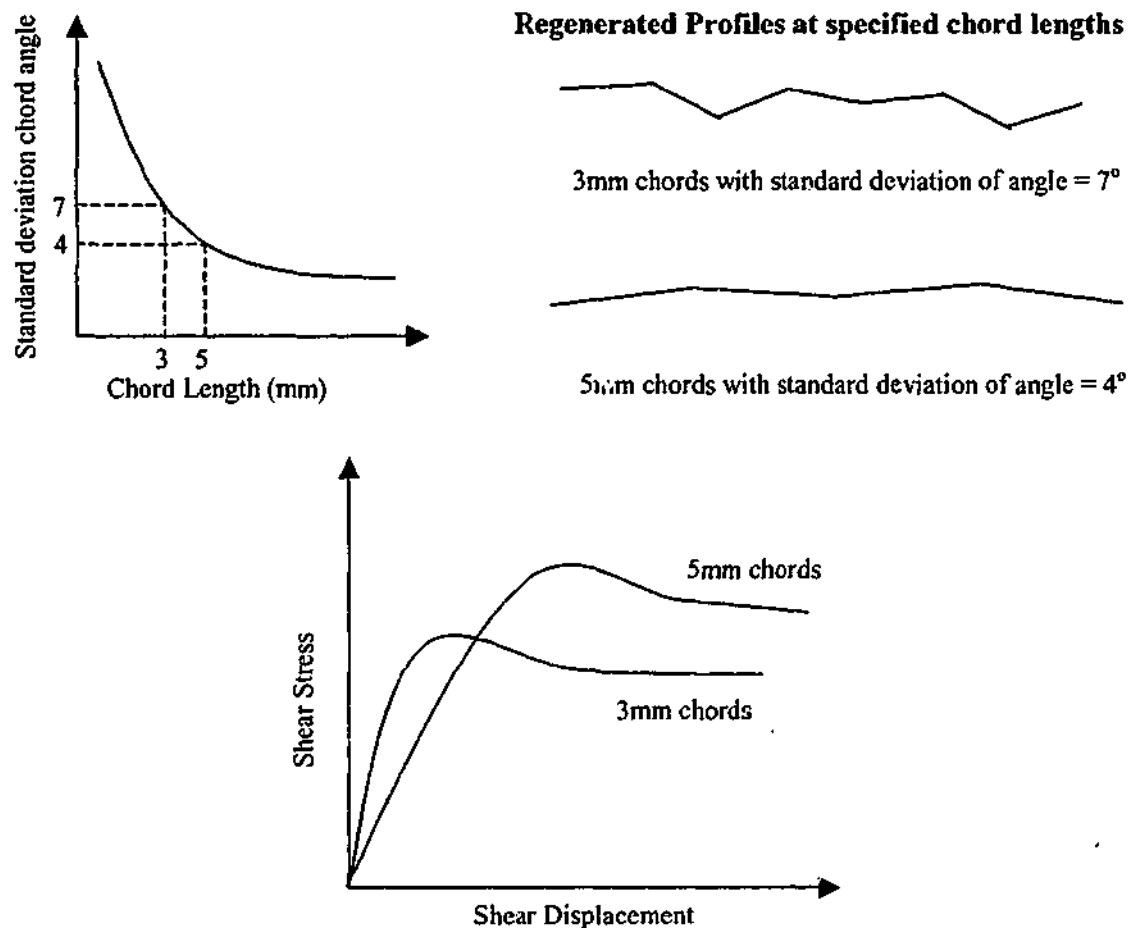 Standard deviation chord angle
7
4
3 5
Chord Length (mm)
Regenerated Profiles at specified chord lengths
3mm chords with standard deviation of angle = 7°
5mm chords with standard deviation of angle = 4°
Shear Stress
5mm chords
3mm chords
Shear Displacement